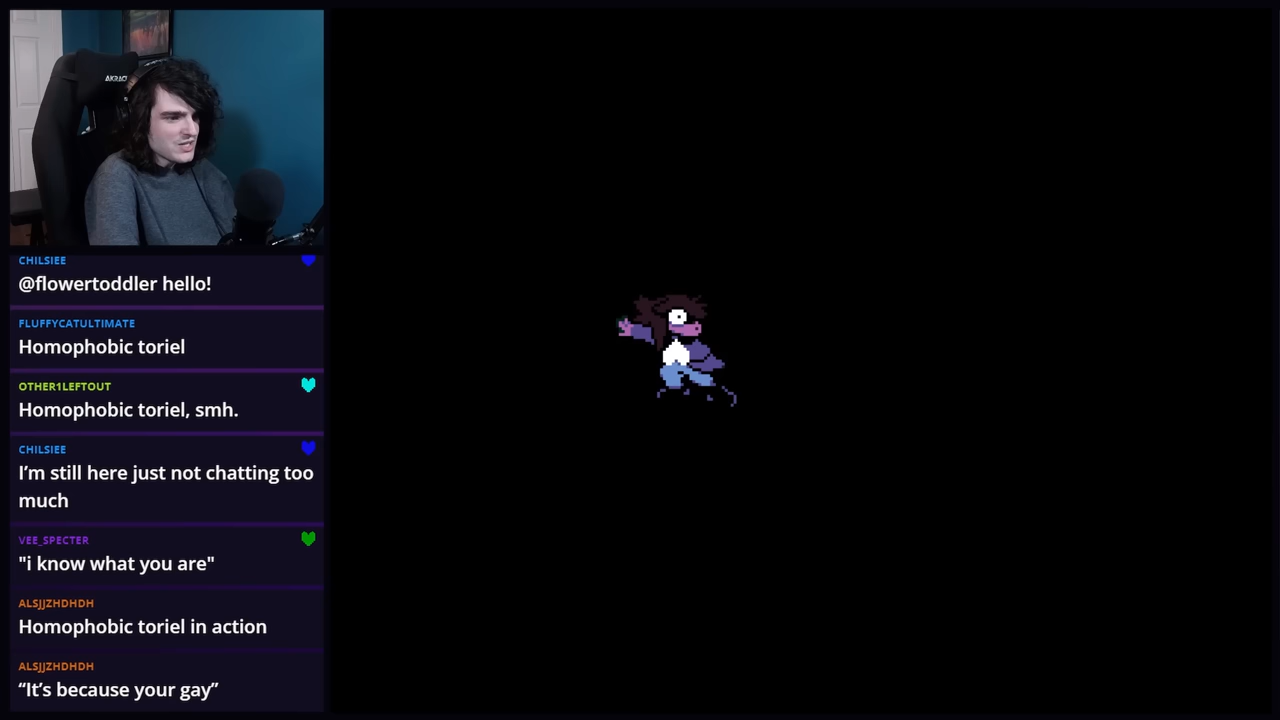 AKRACI
CHILSIEE
@flowertoddler hello!
FLUFFYCATULTIMATE
Homophobic toriel
OTHER1LEFTOUT
Homophobic toriel, smh.
CHILSIEE
I’m still here just not chatting too
much
VEE_SPECTER
"i know what you are"
ALSJJZHDHDH
Homophobic toriel in action
ALSJJZHDHDH
“It’s because your gay”